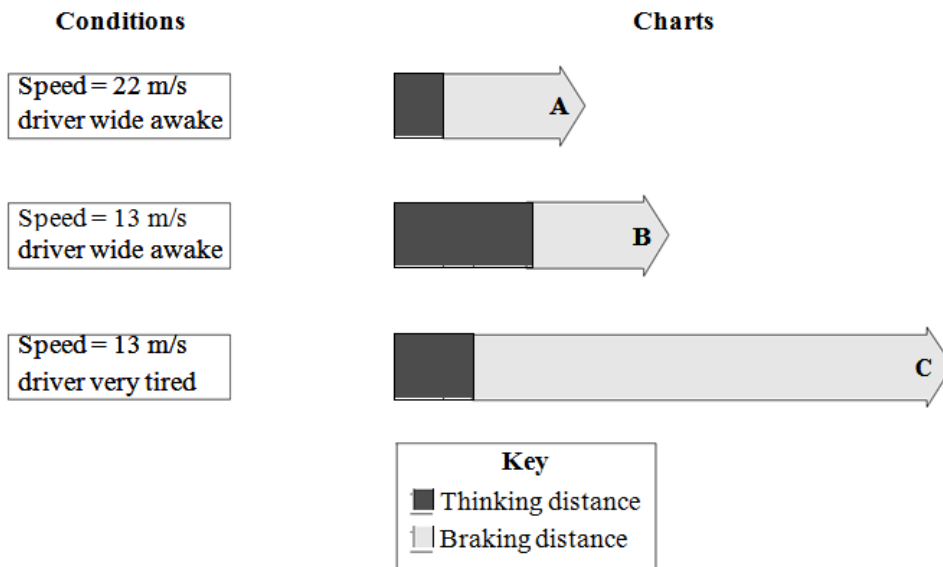 Conditions
Charts
Speed = 22 m/s
driver wide awake
A
Speed = 13 m/s
driver wide awake
B
Speed = 13 m/s
driver very tired
C
Key
Thinking distance
Braking distance